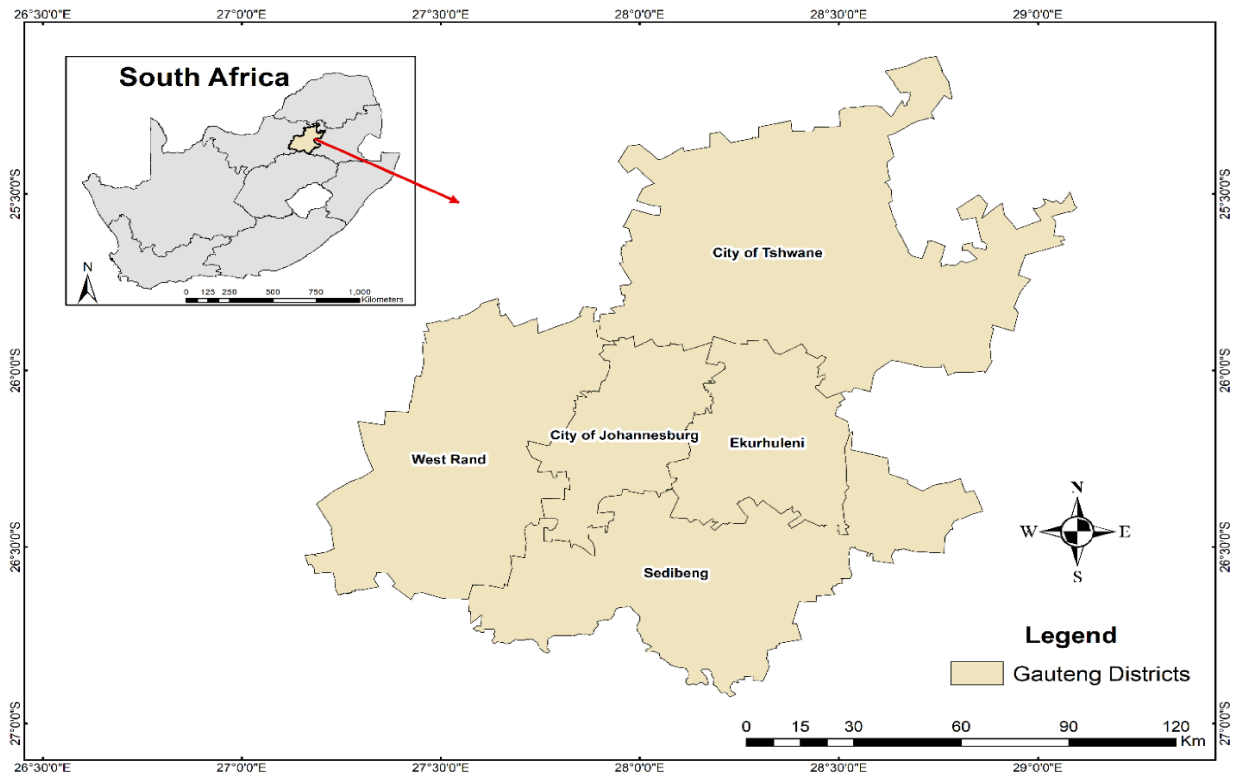 26°30'0"E 27°0'0"E 27°30'0"E 28°0'0"E 28°30'0"E 29°0'0"E
South Africa
N
0 125 250 500 750 1,000
Kilometers
25°30'0"S 25°30'0"S
26°0'0"S 26°0'0"S
26°30'0"S 26°30'0"S
27°0'0"S 27°0'0"S
City of Tshwane
City of Johannesburg
Ekurhuleni
West Rand
Sedibeng
N
W E
S
Legend
Gauteng Districts
0 15 30 60 90 120
Km
26°30'0"E 27°0'0"E 27°30'0"E 28°0'0"E 28°30'0"E 29°0'0"E